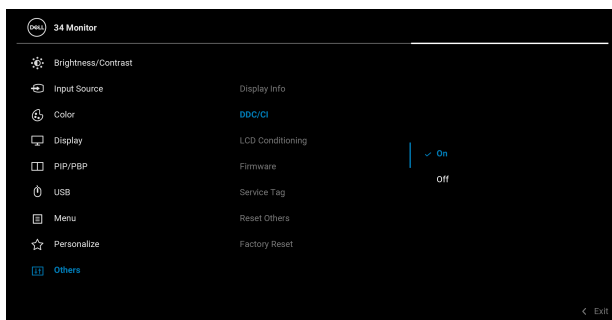 DELL
34 Monitor
Brightness/Contrast
Input Source
Display Info
Color
DDC/CI
Display
LCD Conditioning
On
PIP/PBP
Firmware
Off
USB
Service Tag
Menu
Reset Others
Personalize
Factory Reset
Others
Exit